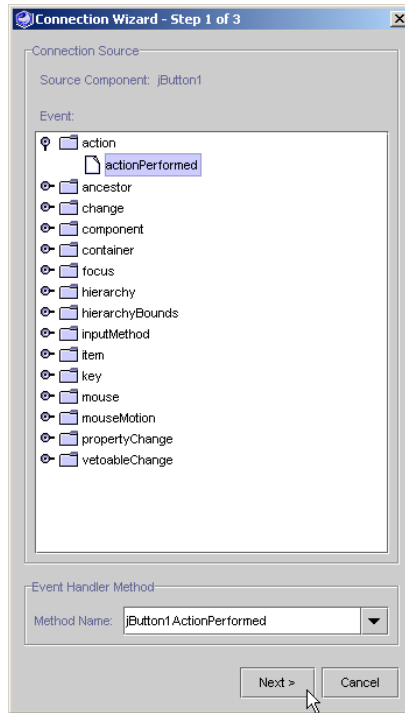 Connection Wizard - Step 1 of 3
Connection Source
Source Component: jButton1
Event:
action
actionPerformed
ancestor
change
component
container
focus
hierarchy
hierarchyBounds
inputMethod
item
key
mouse
mouseMotion
propertyChange
vetoableChange
Event Handler Method
Method Name: jButton1ActionPerformed
Next > Cancel